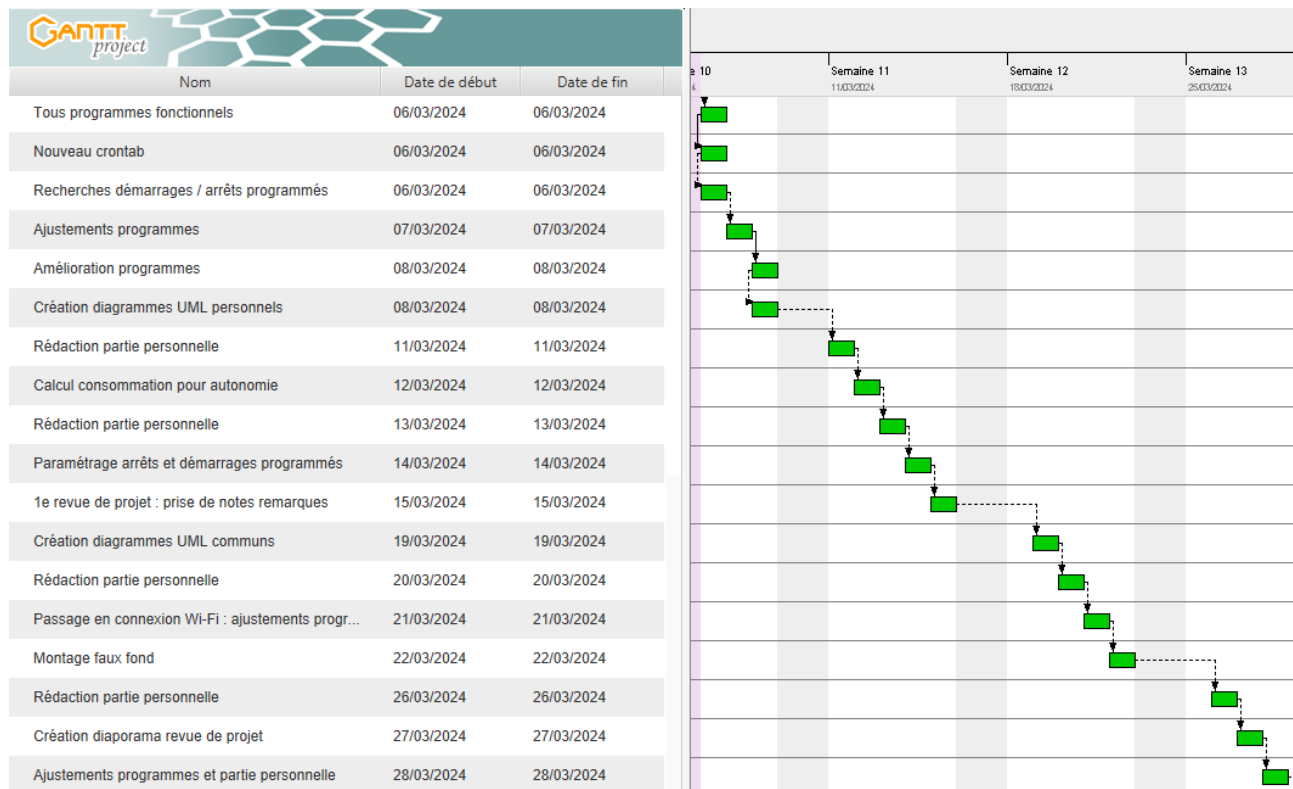 GANTT
project
Nom Date de début Date de fin
e 10 Semaine 11 Semaine 12 Semaine 13
4 11/03/2024 18/03/2024 25/03/2024
Tous programmes fonctionnels 06/03/2024 06/03/2024
Nouveau crontab 06/03/2024 06/03/2024
Recherches démarrages / arrêts programmés 06/03/2024 06/03/2024
Ajustements programmes 07/03/2024 07/03/2024
Amélioration programmes 08/03/2024 08/03/2024
Création diagrammes UML personnels 08/03/2024 08/03/2024
Rédaction partie personnelle 11/03/2024 11/03/2024
Calcul consommation pour autonomie 12/03/2024 12/03/2024
Rédaction partie personnelle 13/03/2024 13/03/2024
Paramétrage arrêts et démarrages programmés 14/03/2024 14/03/2024
1e revue de projet : prise de notes remarques 15/03/2024 15/03/2024
Création diagrammes UML communs 19/03/2024 19/03/2024
Rédaction partie personnelle 20/03/2024 20/03/2024
Passage en connexion Wi-Fi : ajustements progr... 21/03/2024 21/03/2024
Montage faux fond 22/03/2024 22/03/2024
Rédaction partie personnelle 26/03/2024 26/03/2024
Création diaporama revue de projet 27/03/2024 27/03/2024
Ajustements programmes et partie personnelle 28/03/2024 28/03/2024